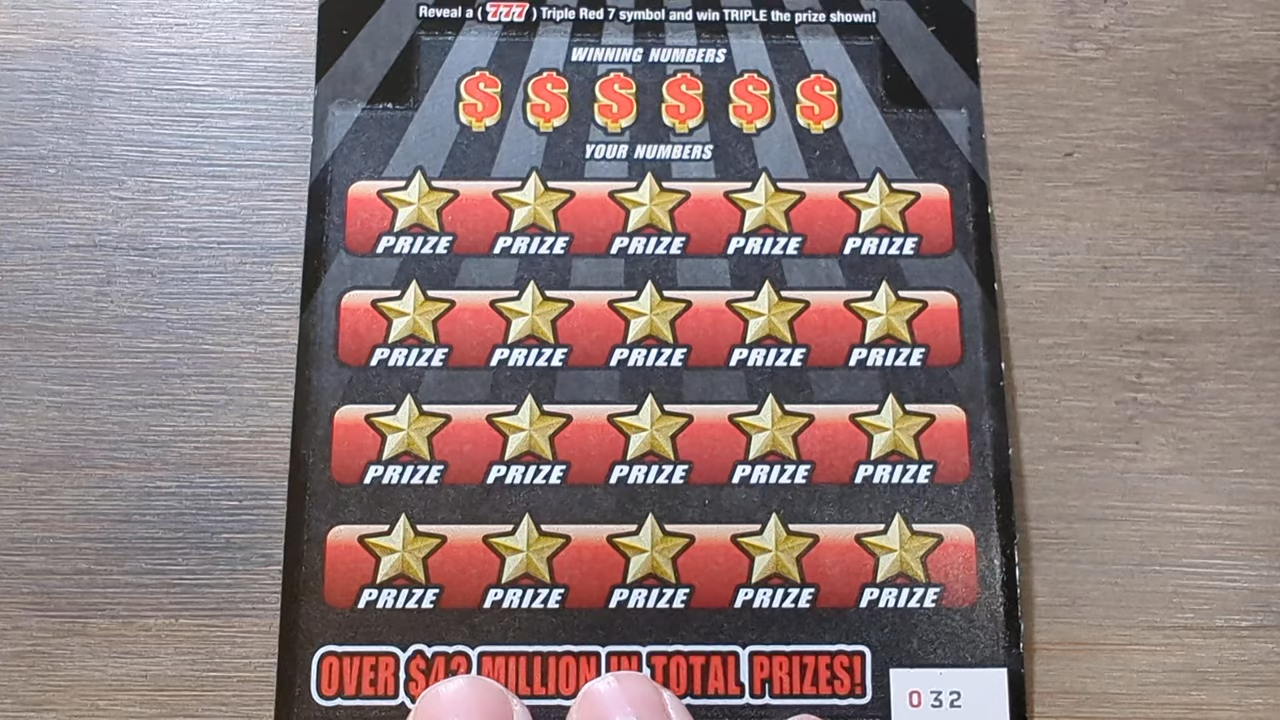 Reveal a ( 777 ) Triple Red 7 symbol and win TRIPLE the prize shown!
WINNING NUMBERS
$ $ $ $ $ $
YOUR NUMBERS
PRIZE PRIZE PRIZE PRIZE PRIZE
PRIZE PRIZE PRIZE PRIZE PRIZE
PRIZE PRIZE PRIZE PRIZE PRIZE
PRIZE PRIZE PRIZE PRIZE PRIZE
OVER MILLION IN TOTAL PRIZES!
032